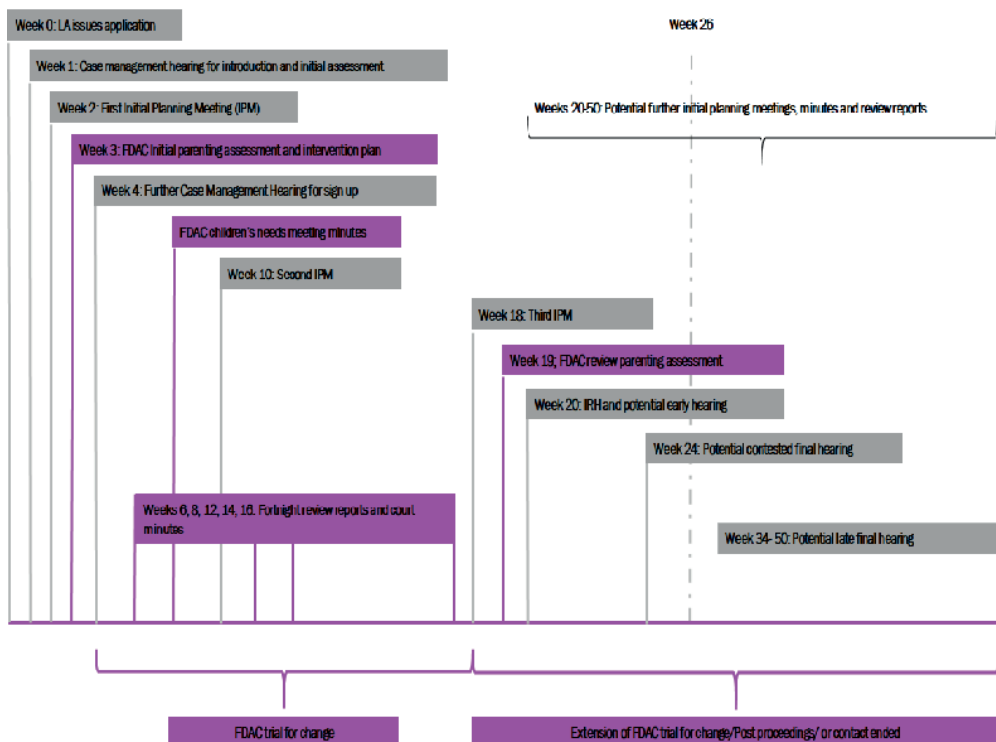 Week 0: LA issues application
Week 26
Week 1: Case management hearing for introduction and initial assessment
Week 2: First Initial Planning Meeting (IPM)
Weeks 20-50: Potential further initial planning meetings, minutes and review reports
Week 3: FDAC Initial parenting assessment and intervention plan
Week 4: Further Case Management Hearing for sign up
FDAC children's needs meeting minutes
Week 10: Second IPM
Week 18: Third IPM
Week 19; FDAC review parenting assessment
Week 20: IRH and potential early hearing
Week 24: Potential contested final hearing
Weeks 6, 8, 12, 14, 16. Fortnight review reports and court
minutes
Week 34- 50: Potential late final hearing
FDAC trial for change
Extension of FDAC trial for change/Post proceedings/ or contact ended